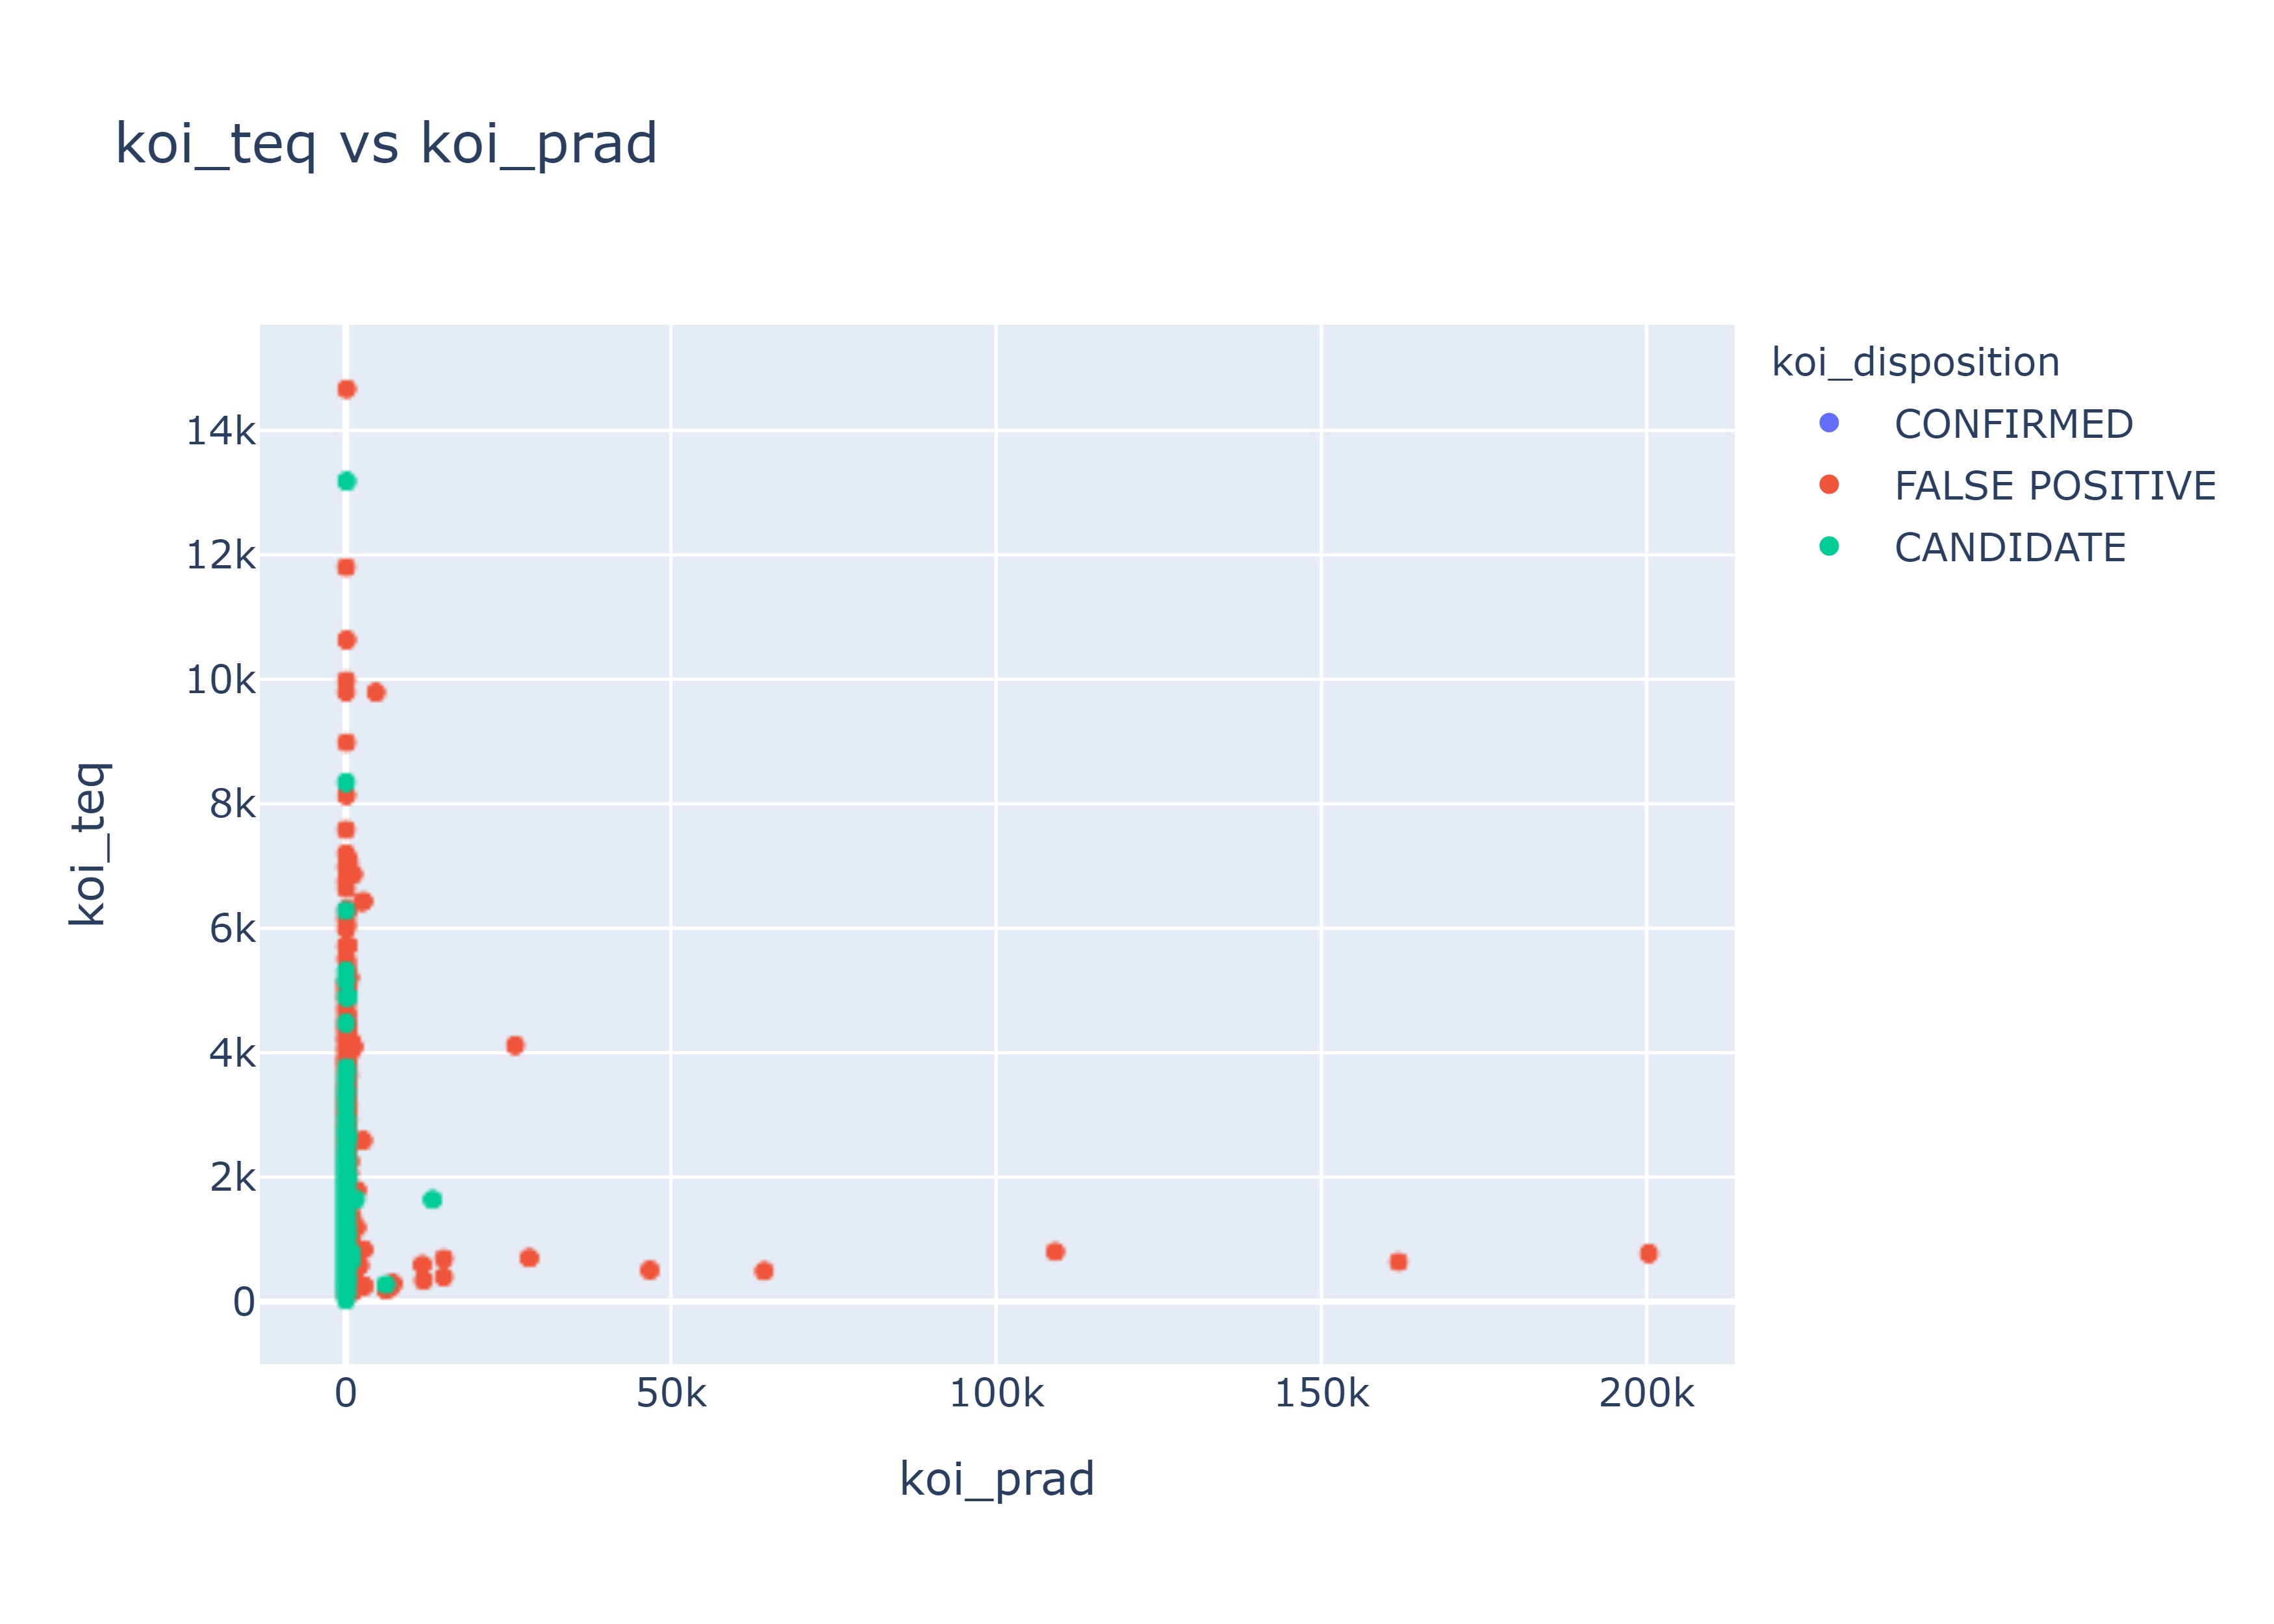 koi_teq vs koi_prad
koi_disposition
CONFIRMED
FALSE POSITIVE
CANDIDATE
koi_teq
14k
12k
10k
8k
6k
4k
2k
0
0 50k 100k 150k 200k
koi_prad